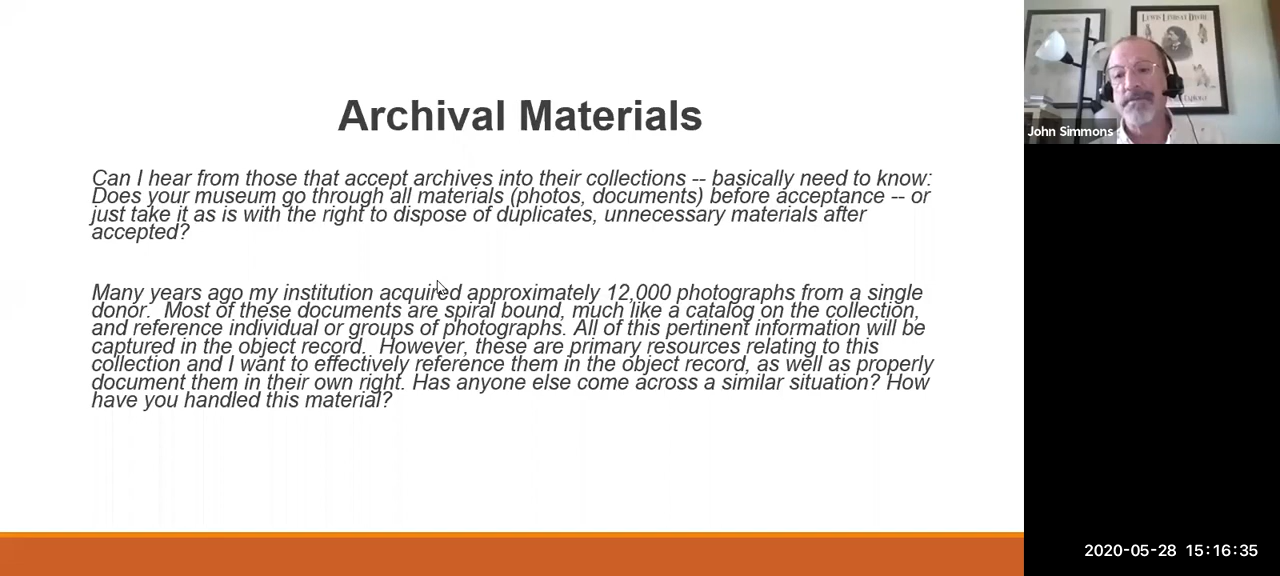 Archival Materials
Can I hear from those that accept archives into their collections -- basically need to know:
Does your museum go through all materials (photos, documents) before acceptance -- or
just take it as is with the right to dispose of duplicates, unnecessary materials after
accepted?
Many years ago my institution acquired approximately 12,000 photographs from a single
donor.  Most of these documents are spiral bound, much like a catalog on the collection,
and reference individual or groups of photographs. All of this pertinent information will be
captured in the object record.  However, these are primary resources relating to this
collection and I want to effectively reference them in the object record, as well as properly
document them in their own right. Has anyone else come across a similar situation? How
have you handled this material?
John Simmons
2020-05-28 15:16:35